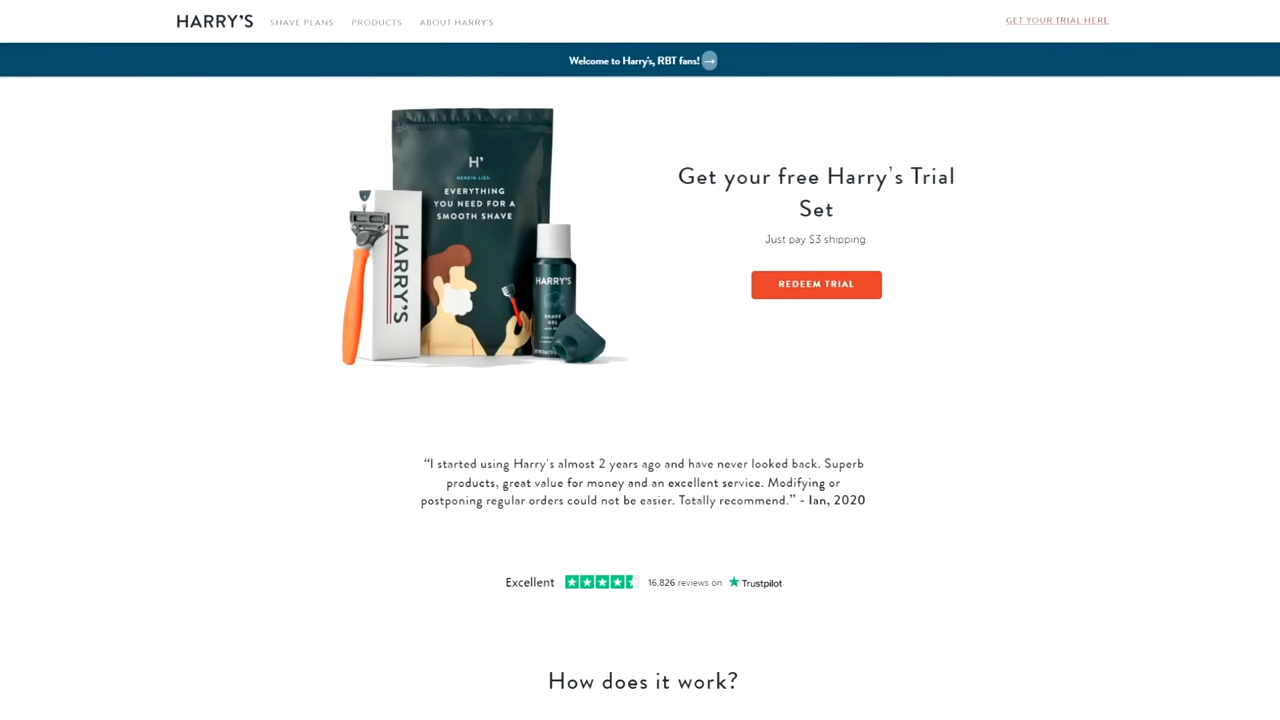 HARRY'S
SHAVE PLANS PRODUCTS ABOUT HARRY'S
GET YOUR TRIAL HERE
Welcome to Harry's, RBT fans! →
H'
HEREIN LIES:
EVERYTHING
YOU NEED FOR A
SMOOTH SHAVE
HARRY'S
HARRY'S
SHAVE
GEL
Get your free Harry's Trial
Set
Just pay $3 shipping.
REDEEM TRIAL
“I started using Harry's almost 2 years ago and have never looked back. Superb
products, great value for money and an excellent service. Modifying or
postponing regular orders could not be easier. Totally recommend.” - Ian, 2020
Excellent 16,826 reviews on Trustpilot
How does it work?